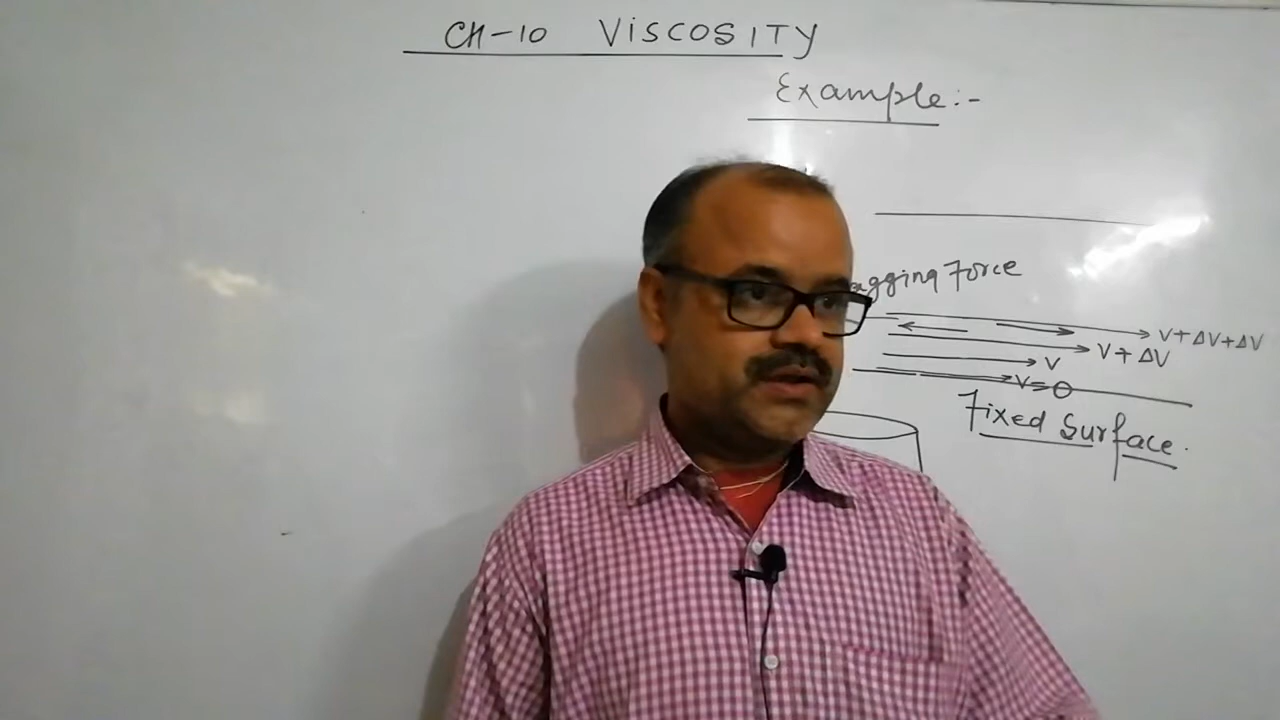 CH-10 VISCOSITY
Example:-
agging Force
V+ΔV+ΔV
V+ΔV
V
V=0
Fixed Surface.